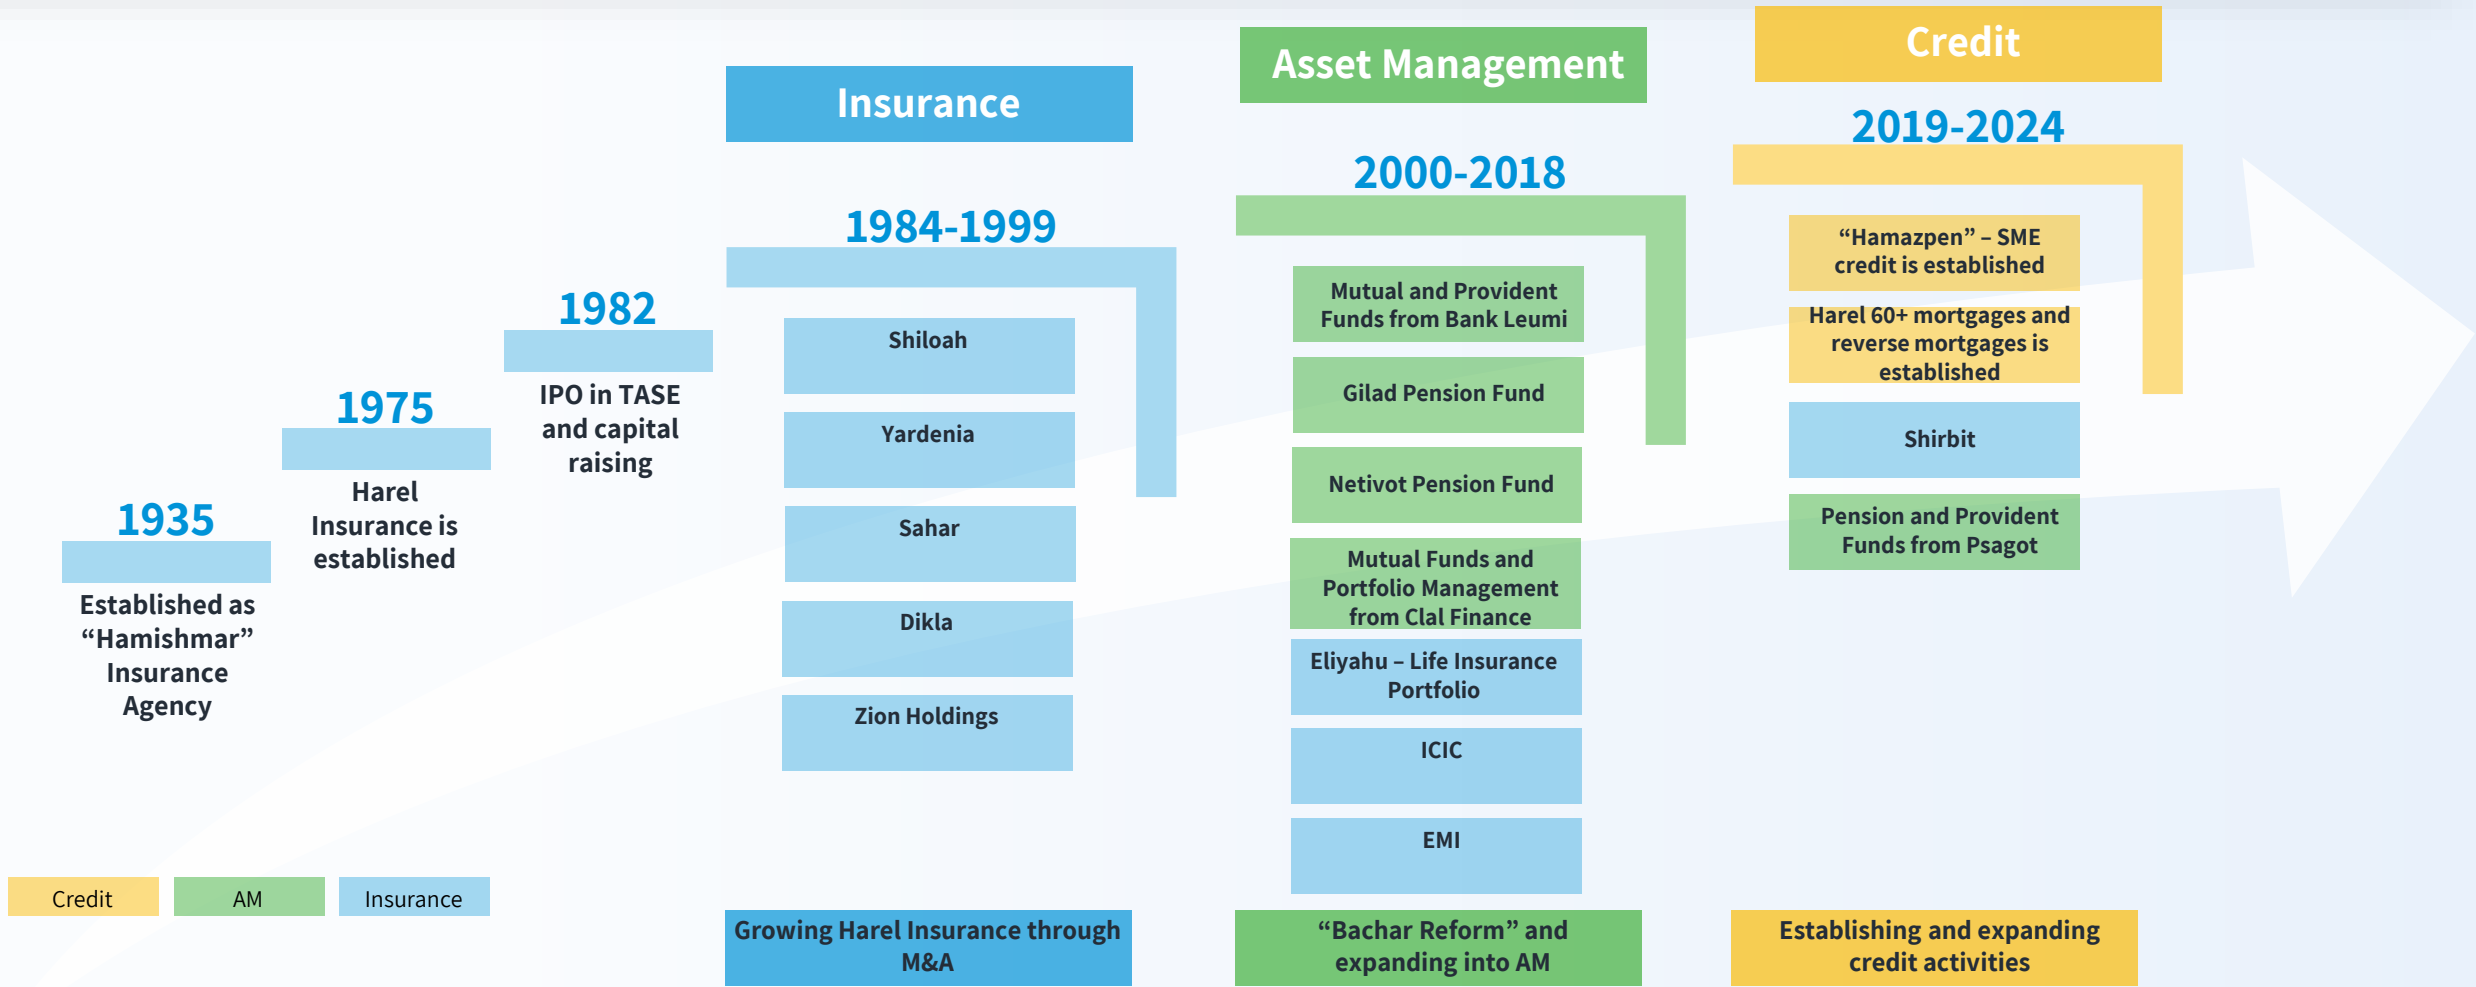 1935
Established as
“Hamishmar”
Insurance
Agency
1975
Harel
Insurance is
established
1982
IPO in TASE
and capital
raising
Insurance
1984-1999
Shiloah
Yardenia
Sahar
Dikla
Zion Holdings
Growing Harel Insurance through
M&A
Asset Management
2000-2018
Mutual and Provident
Funds from Bank Leumi
Gilad Pension Fund
Netivot Pension Fund
Mutual Funds and
Portfolio Management
from Clal Finance
Eliyahu – Life Insurance
Portfolio
ICIC
EMI
“Bachar Reform” and
expanding into AM
Credit
2019-2024
“Hamazpen” – SME
credit is established
Harel 60+ mortgages and
reverse mortgages is
established
Shirbit
Pension and Provident
Funds from Psagot
Establishing and expanding
credit activities
Credit
AM
Insurance